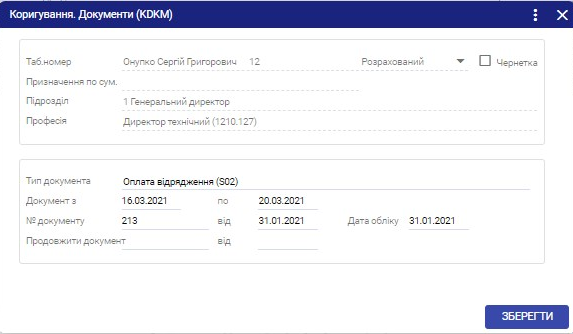 Коригування. Документи (KDKM)
Таб.номер Онупко Сергій Григорович 12 Розрахований Чернетка
Призначення по сум.
Підрозділ 1 Генеральний директор
Професія Директор технічний (1210.127)
Тип документа Оплата відрядження (S02)
Документ з 16.03.2021 по 20.03.2021
№ документу 213 від 31.01.2021 Дата обліку 31.01.2021
Продовжити документ від
ЗБЕРЕГТИ